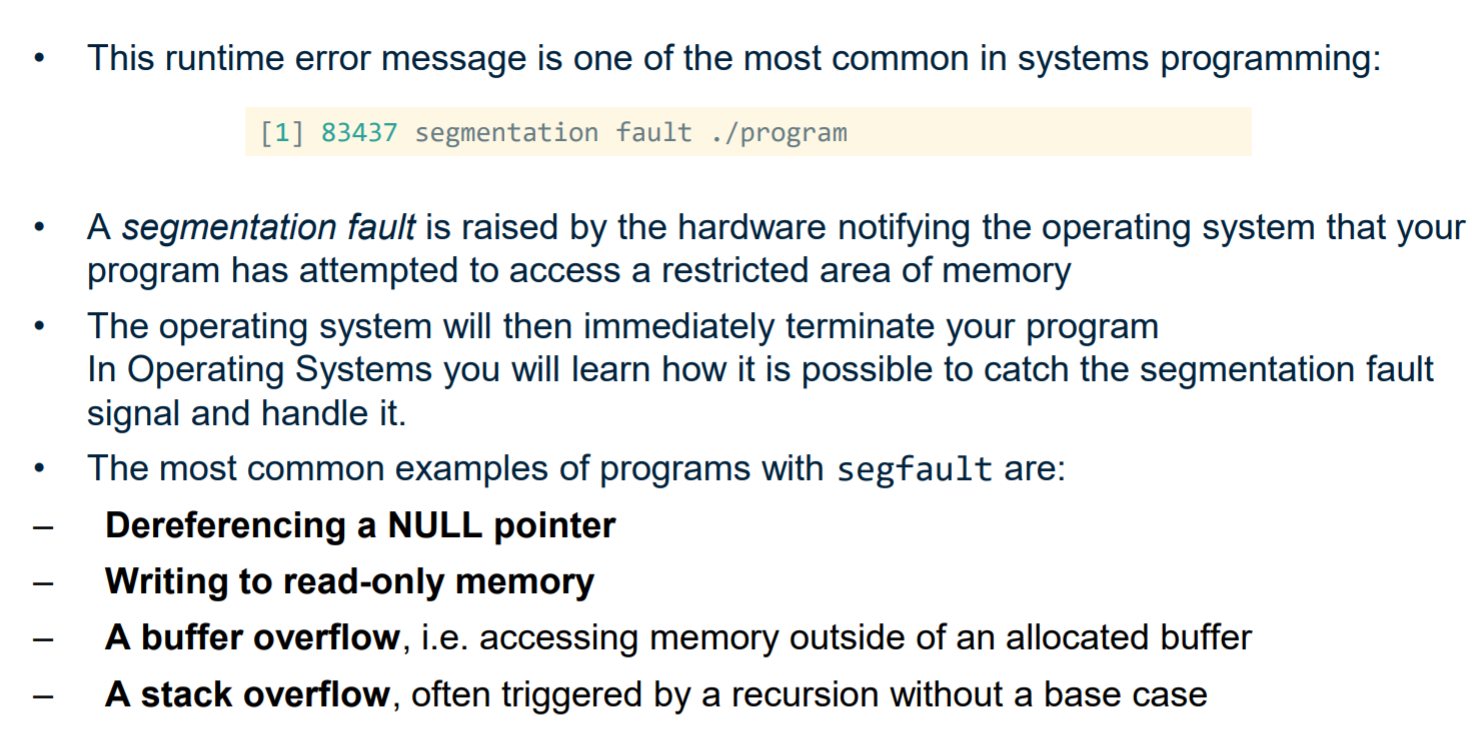 • This runtime error message is one of the most common in systems programming:
[1] 83437 segmentation fault ./program
• A segmentation fault is raised by the hardware notifying the operating system that your
program has attempted to access a restricted area of memory
• The operating system will then immediately terminate your program
In Operating Systems you will learn how it is possible to catch the segmentation fault
signal and handle it.
• The most common examples of programs with segfault are:
– Dereferencing a NULL pointer
– Writing to read-only memory
– A buffer overflow, i.e. accessing memory outside of an allocated buffer
– A stack overflow, often triggered by a recursion without a base case